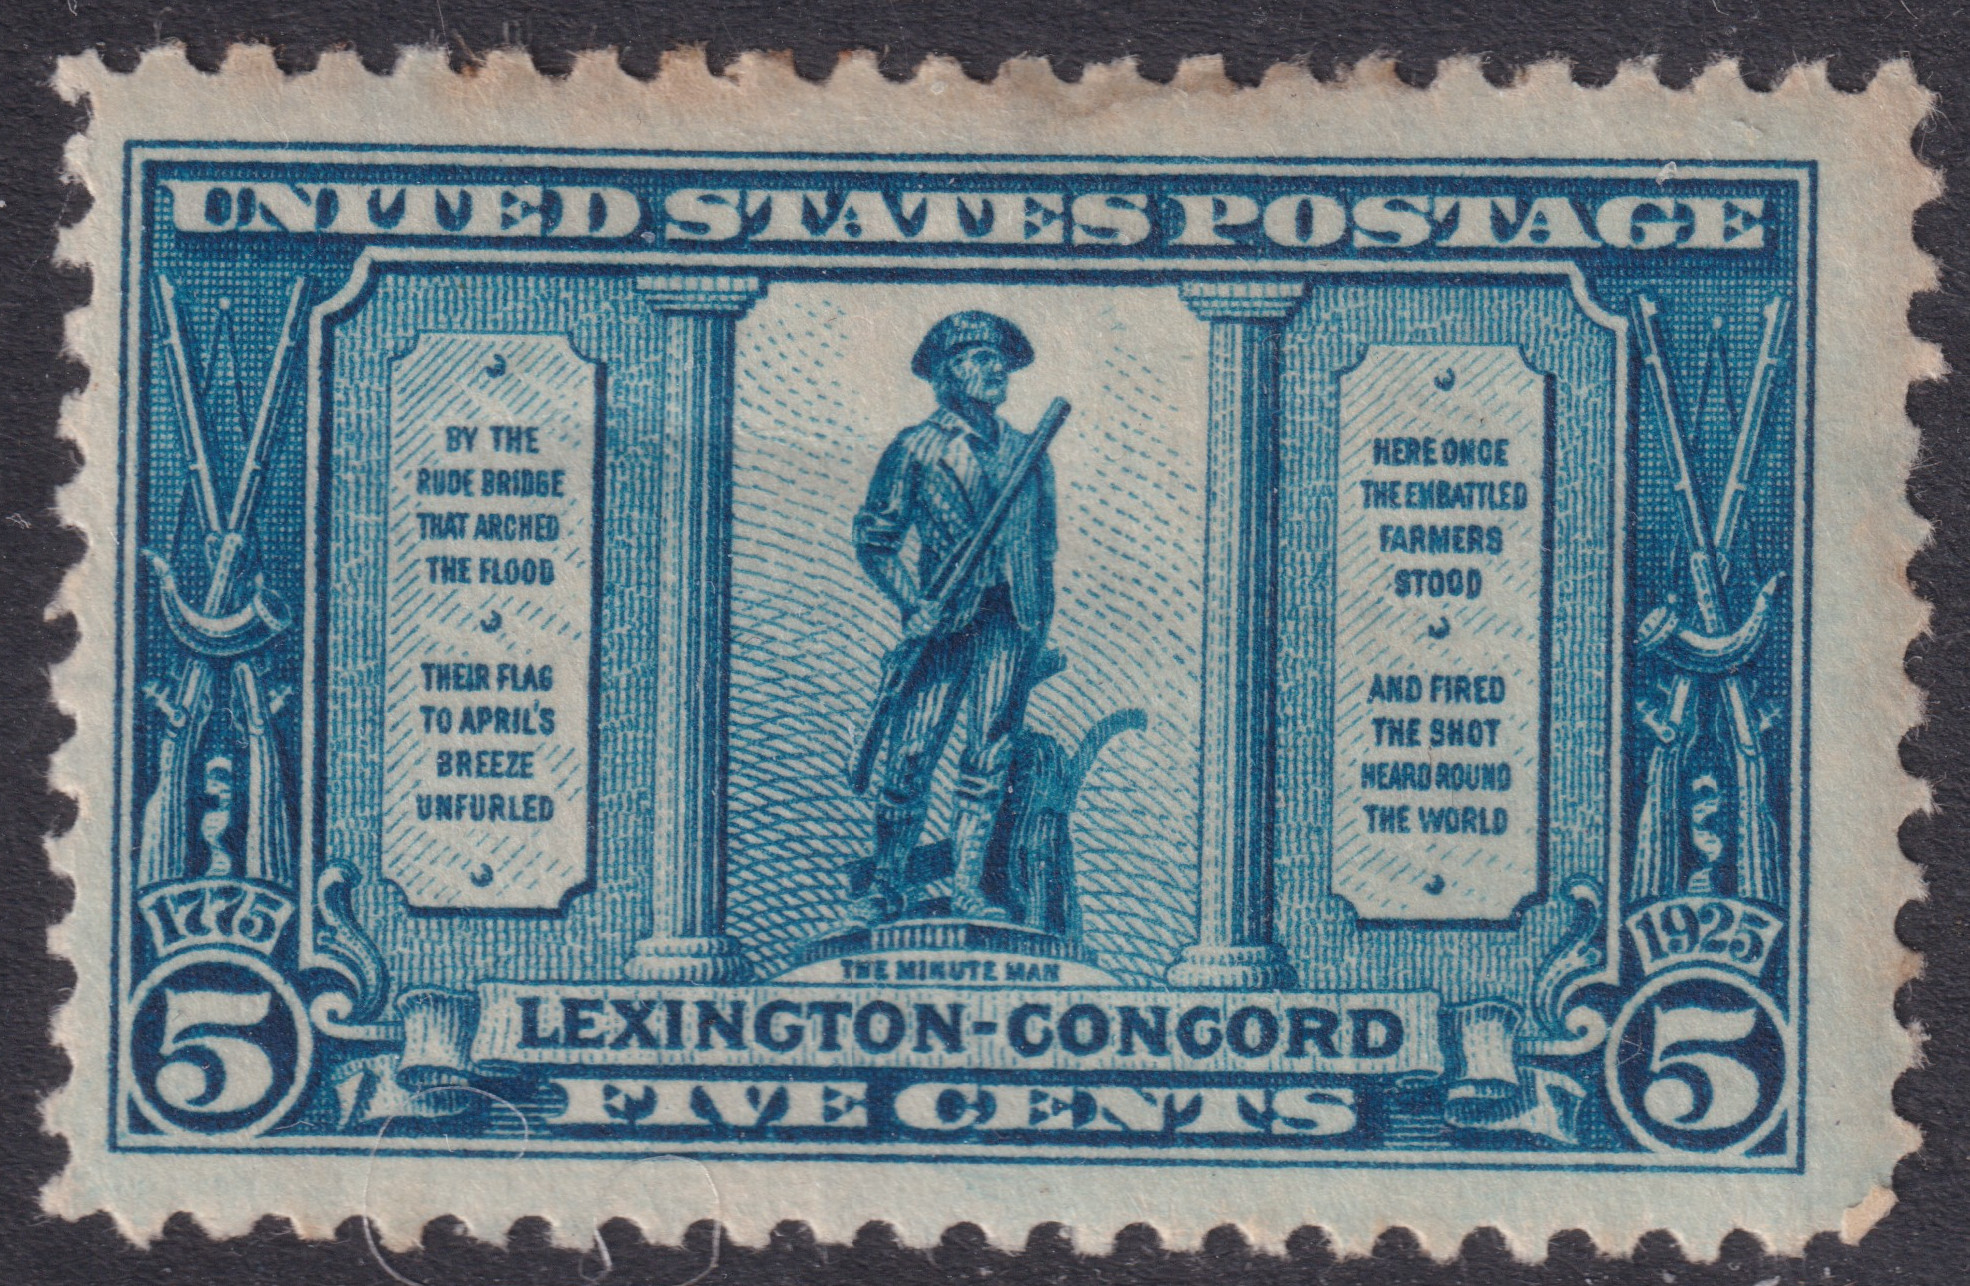 UNITED STATES POSTAGE
BY THE
RUDE BRIDGE
THAT ARCHED
THE FLOOD
THEIR FLAG
TO APRIL'S
BREEZE
UNFURLED
HERE ONCE
THE EMBATTLED
FARMERS
STOOD
AND FIRED
THE SHOT
HEARD ROUND
THE WORLD
1775
1925
THE MINUTE MAN
LEXINGTON-CONCORD
5
FIVE CENTS
5